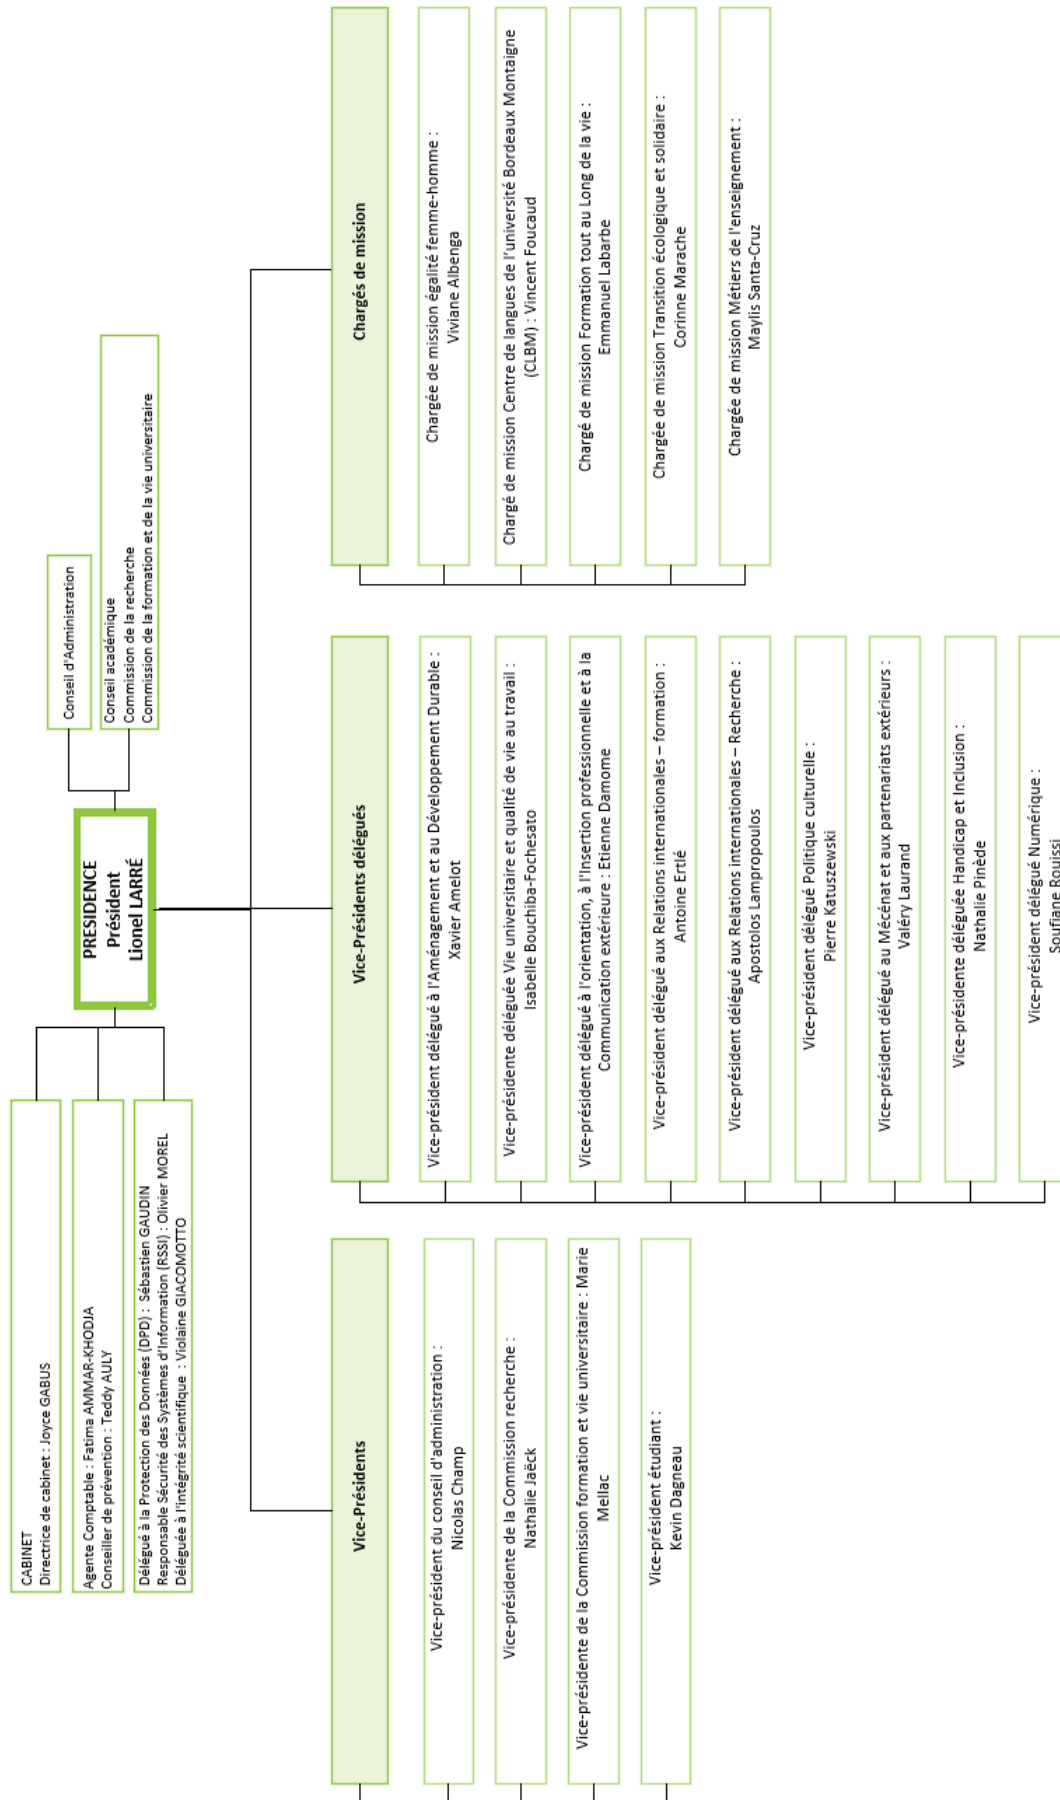 CABINET
Directrice de cabinet : Joyce GABUS
Agente Comptable : Fatima AMMAR-KHODJA
Conseiller de prévention : Teddy AULY
Délégué à la Protection des Données (DPD) : Sébastien GAUDIN
Responsable Sécurité des Systèmes d'Information (RSSI) : Olivier MOREL
Déléguée à l'intégrité scientifique : Violaine GIACOMOTTO
PRESIDENCE
Président
Lionel LARRÉ
Conseil d'Administration
Conseil académique
Commission de la recherche
Commission de la formation et de la vie universitaire
Vice-Présidents
Vice-président du conseil d'administration :
Nicolas Champ
Vice-présidente de la Commission recherche :
Nathalie Jaëck
Vice-présidente de la Commission formation et vie universitaire : Marie
Mellac
Vice-président étudiant :
Kevin Dagneau
Vice-Présidents délégués
Vice-président délégué à l'Aménagement et au Développement Durable :
Xavier Amelot
Vice-présidente déléguée Vie universitaire et qualité de vie au travail :
Isabelle Bouchiba-Fochesato
Vice-président délégué à l'orientation, à l'Insertion professionnelle et à la
Communication extérieure : Etienne Damome
Vice-président délégué aux Relations internationales – formation :
Antoine Ertlé
Vice-président délégué aux Relations internationales – Recherche :
Apostolos Lampropoulos
Vice-président délégué Politique culturelle :
Pierre Katuszewski
Vice-président délégué au Mécénat et aux partenariats extérieurs :
Valéry Laurand
Vice-présidente déléguée Handicap et Inclusion :
Nathalie Pinède
Vice-président délégué Numérique :
Soufiane Rouissi
Chargés de mission
Chargée de mission égalité femme-homme :
Viviane Albenga
Chargé de mission Centre de langues de l'université Bordeaux Montaigne
(CLBM) : Vincent Foucaud
Chargé de mission Formation tout au Long de la vie :
Emmanuel Labarbe
Chargée de mission Transition écologique et solidaire :
Corinne Marache
Chargée de mission Métiers de l'enseignement :
Maylis Santa-Cruz